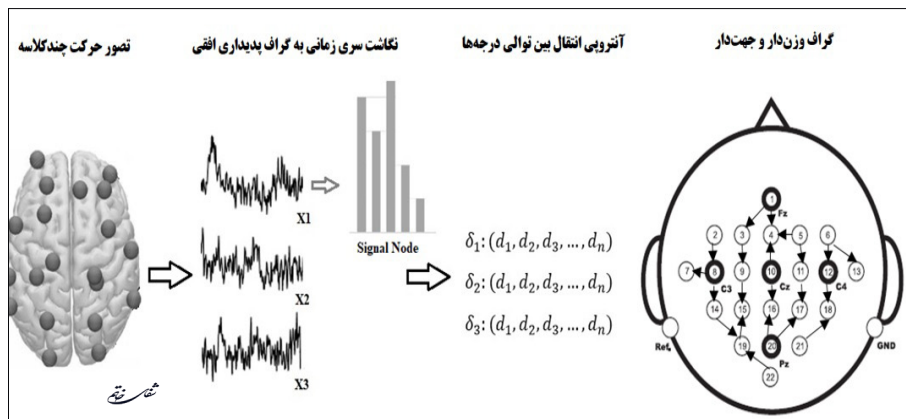 تصور حرکت چندکلاسه
نگاشت سری زمانی به گراف پدیداری افقی
آنتروپی انتقال بین توالی درجه‌ها
گراف وزن‌دار و جهت‌دار
X1
X2
X3
Signal Node
δ₁: (d₁, d₂, d₃, …, dₙ)
δ₂: (d₁, d₂, d₃, …, dₙ)
δ₃: (d₁, d₂, d₃, …, dₙ)
1
Fz
2 3 4 5 6
7 8 9 10 11 12 13
C3 Cz C4
14 15 16 17 18
Ref. GND
19 20 21
Pz
22
شفای خاتم